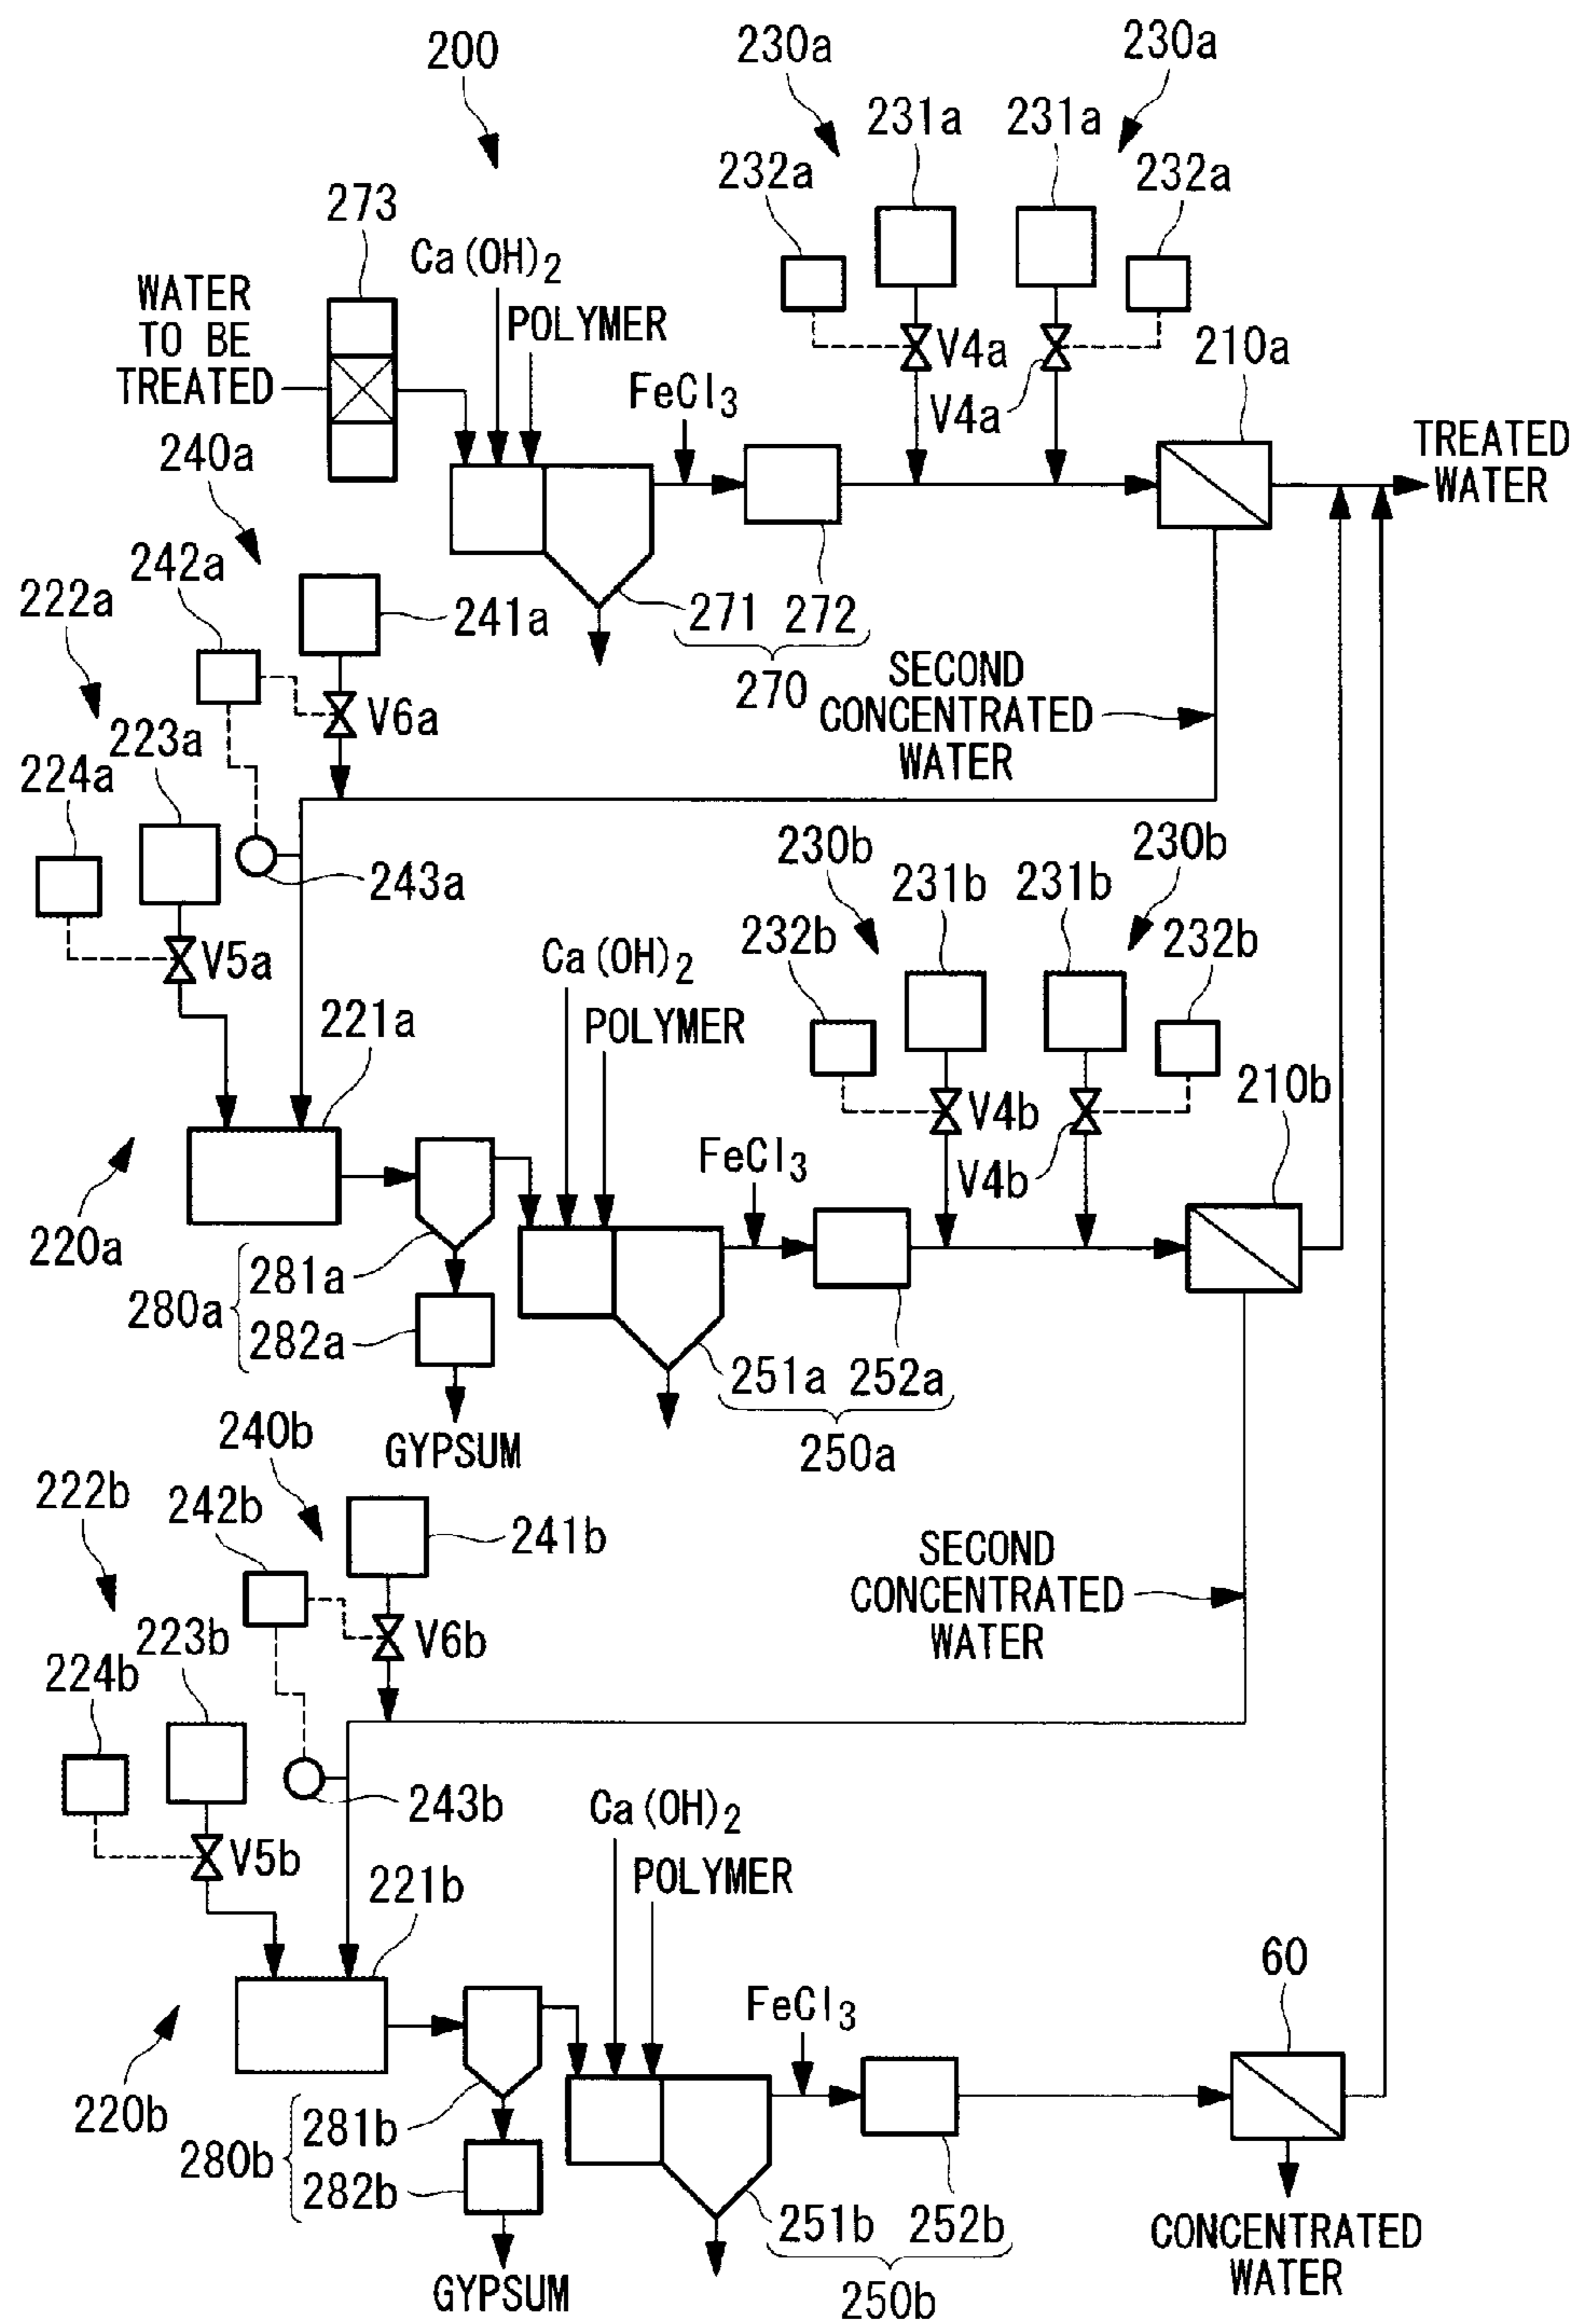 200
230a
230a
231a
231a
232a
232a
273
Ca(OH)2
WATER
TO BE
TREATED
POLYMER
V4a
210a
FeCl3
V4a
TREATED
WATER
240a
242a
222a
241a
271
272
270
SECOND
CONCENTRATED
WATER
V6a
223a
224a
243a
230b
230b
231b
231b
232b
232b
V5a
Ca(OH)2
POLYMER
221a
210b
V4b
FeCl3
V4b
220a
281a
280a
282a
251a
252a
250a
GYPSUM
240b
222b
242b
241b
SECOND
CONCENTRATED
WATER
V6b
223b
224b
243b
Ca(OH)2
V5b
POLYMER
221b
60
FeCl3
220b
281b
280b
282b
251b
252b
250b
CONCENTRATED
WATER
GYPSUM